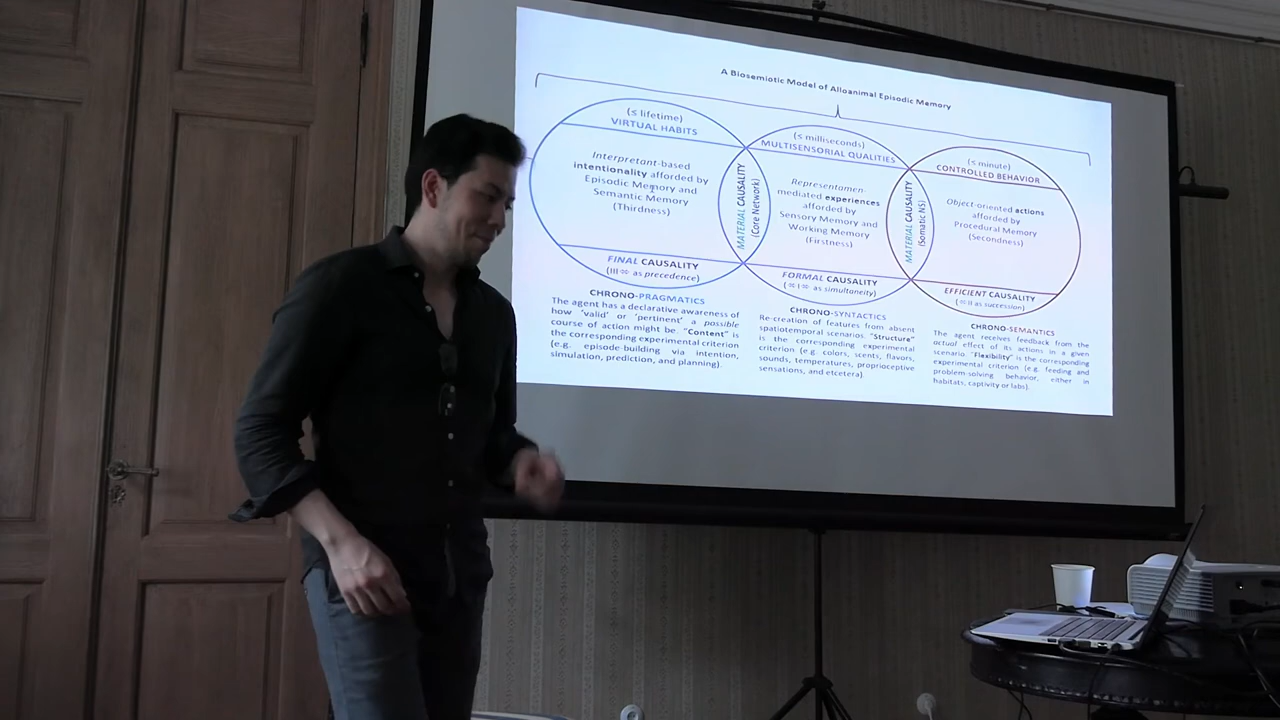 A Biosemiotic Model of Alloanimal Episodic Memory
(≤ lifetime)
VIRTUAL HABITS
Interpretant-based
intentionality afforded by
Episodic Memory and
Semantic Memory
(Thirdness)
FINAL CAUSALITY
(III ⇔ as precedence)
MATERIAL CAUSALITY
(Core Network)
(≤ milliseconds)
MULTISENSORIAL QUALITIES
Representamen-
mediated experiences
afforded by
Sensory Memory and
Working Memory
(Firstness)
FORMAL CAUSALITY
(⇔ I ⇔ as simultaneity)
MATERIAL CAUSALITY
(Somatic NS)
(≤ minute)
CONTROLLED BEHAVIOR
Object-oriented actions
afforded by
Procedural Memory
(Secondness)
EFFICIENT CAUSALITY
(⇔ II as succession)
CHRONO-PRAGMATICS
The agent has a declarative awareness of
how 'valid' or 'pertinent' a possible
course of action might be. "Content" is
the corresponding experimental criterion
(e.g. episode-building via intention,
simulation, prediction, and planning).
CHRONO-SYNTACTICS
Re-creation of features from absent
spatiotemporal scenarios. "Structure"
is the corresponding experimental
criterion (e.g. colors, scents, flavors,
sounds, temperatures, proprioceptive
sensations, and etcetera).
CHRONO-SEMANTICS
The agent receives feedback from the
actual effect of its actions in a given
scenario. "Flexibility" is the corresponding
experimental criterion (e.g. feeding and
problem-solving behavior, either in
habitats, captivity or labs).